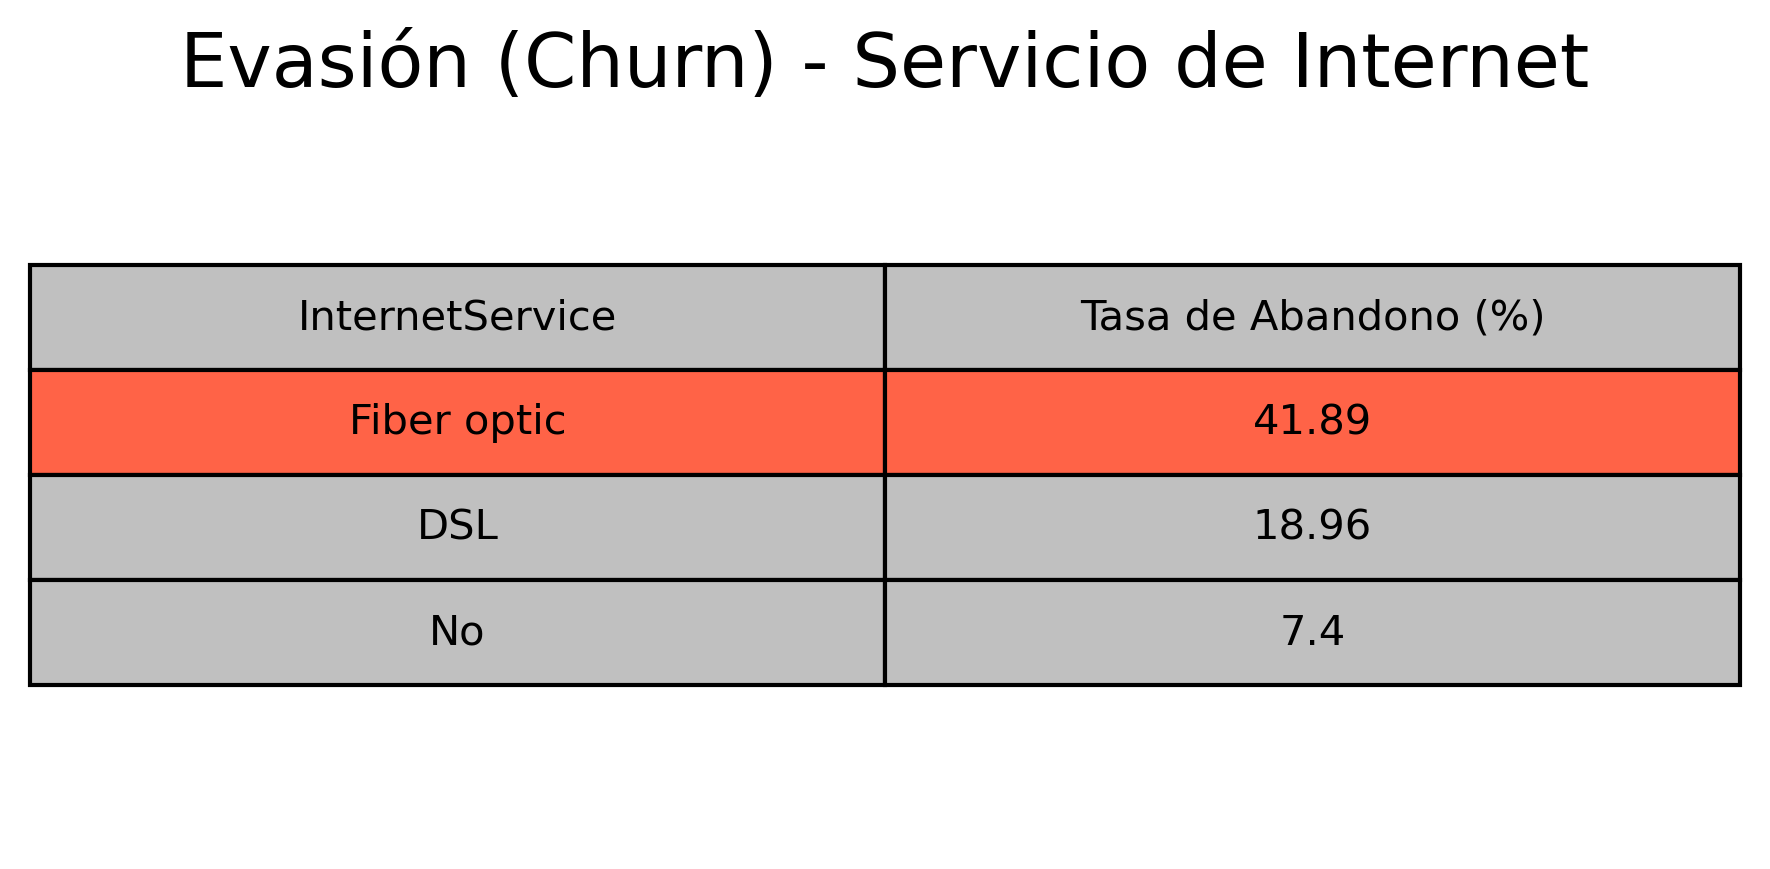 Evasión (Churn) - Servicio de Internet
InternetService Tasa de Abandono (%)
Fiber optic 41.89
DSL 18.96
No 7.4